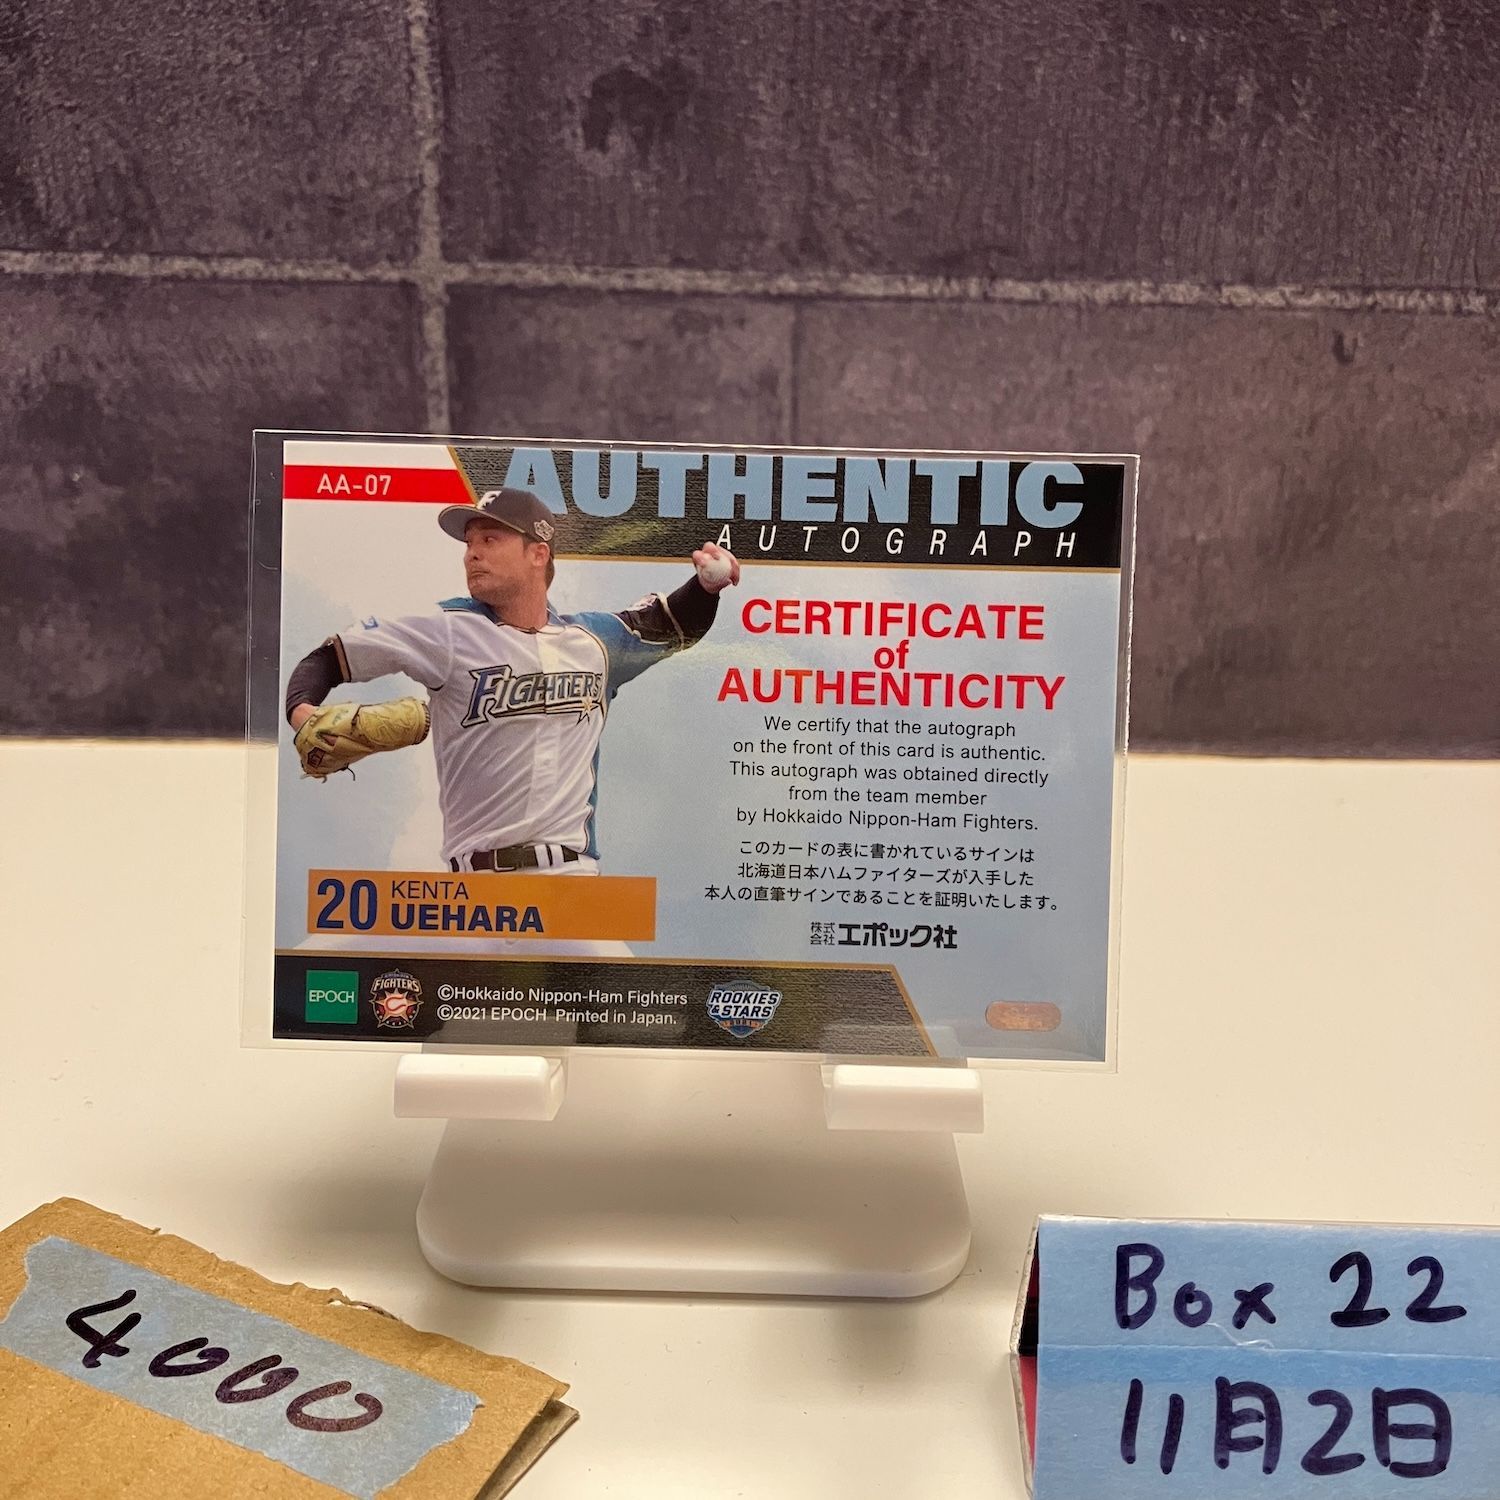 AA-07
AUTHENTIC
AUTOGRAPH
CERTIFICATE
of
AUTHENTICITY
We certify that the autograph
on the front of this card is authentic.
This autograph was obtained directly
from the team member
by Hokkaido Nippon-Ham Fighters.
このカードの表に書かれているサインは
北海道日本ハムファイターズが入手した
本人の直筆サインであることを証明いたします。
株式会社エポック社
FIGHTERS
20 KENTA
UEHARA
EPOCH
FIGHTERS
©Hokkaido Nippon-Ham Fighters
©2021 EPOCH Printed in Japan.
ROOKIES
& STARS
2021
4000
Box 22
11月2日